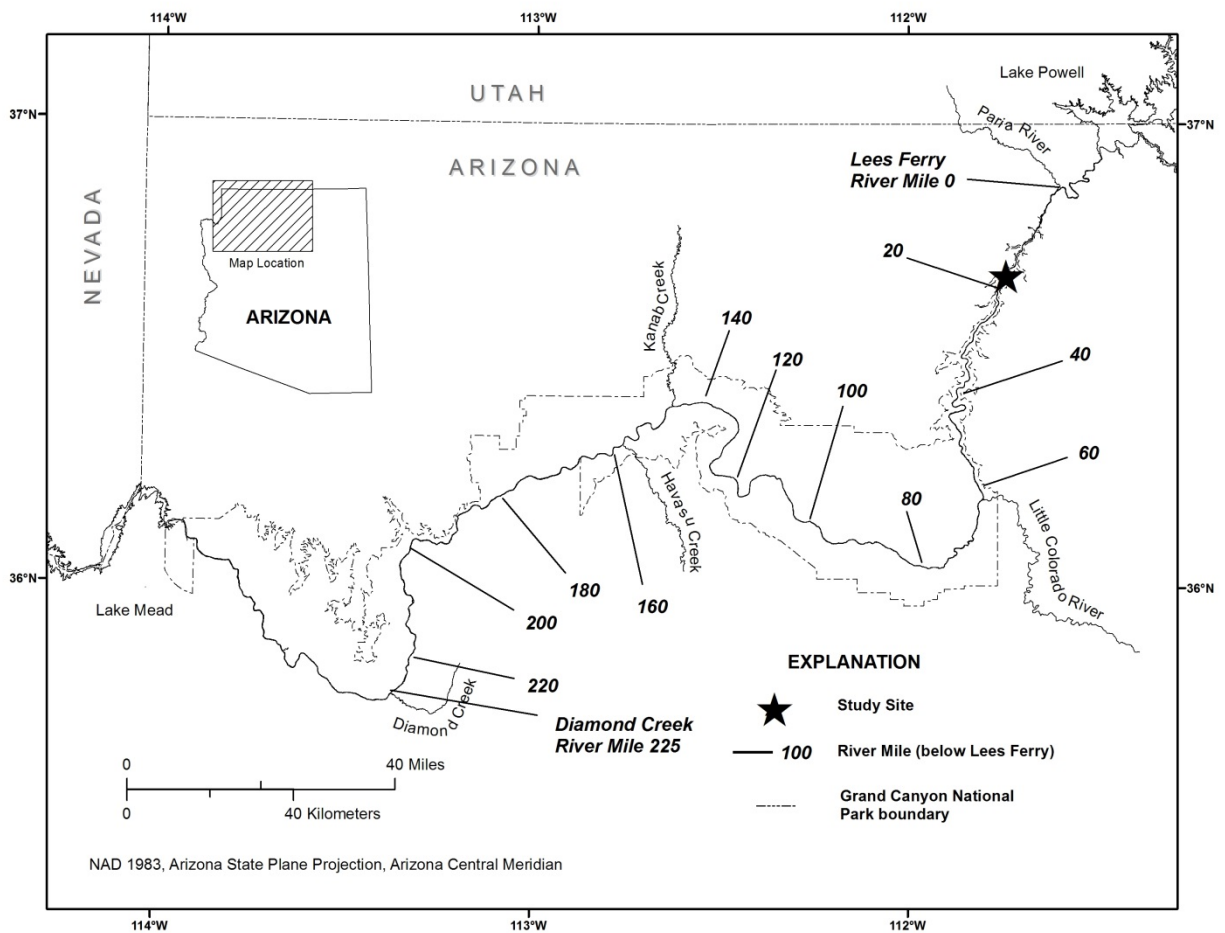 114°W
113°W
112°W
Lake Powell
UTAH
37°N
37°N
Paria River
ARIZONA
Lees Ferry
River Mile 0
NEVADA
20
Map Location
Kanab Creek
ARIZONA
140
120
40
100
60
80
Havasu Creek
Little Colorado River
36°N
180
160
36°N
Lake Mead
200
EXPLANATION
220
Study Site
Diamond Creek
Diamond Creek
River Mile 225
100 River Mile (below Lees Ferry)
0 40 Miles
Grand Canyon National
Park boundary
0 40 Kilometers
NAD 1983, Arizona State Plane Projection, Arizona Central Meridian
114°W
113°W
112°W